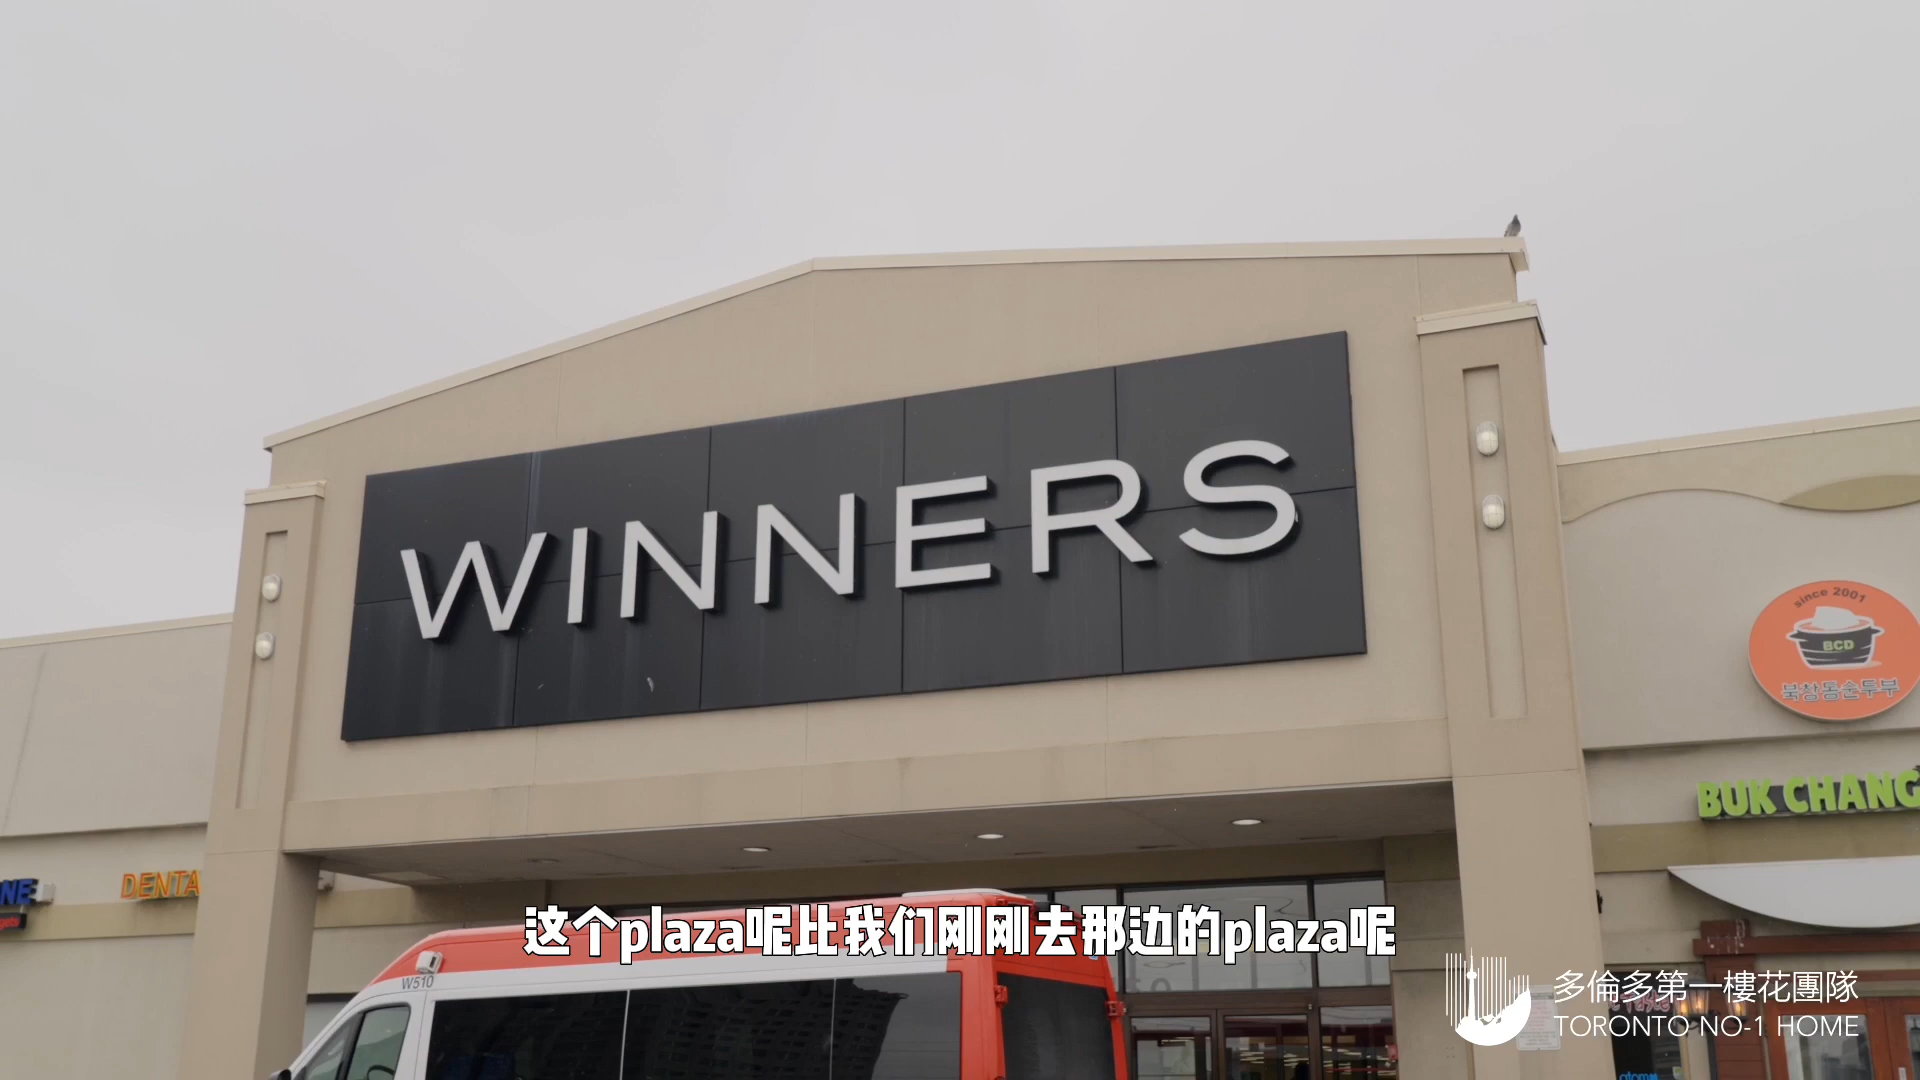 WINNERS
since 2001
BCD
북창동순두부
BUK CHANG
NE
DENTA
W510
这个plaza呢比我们刚刚去那边的plaza呢
多倫多第一樓花團隊
TORONTO NO-1 HOME